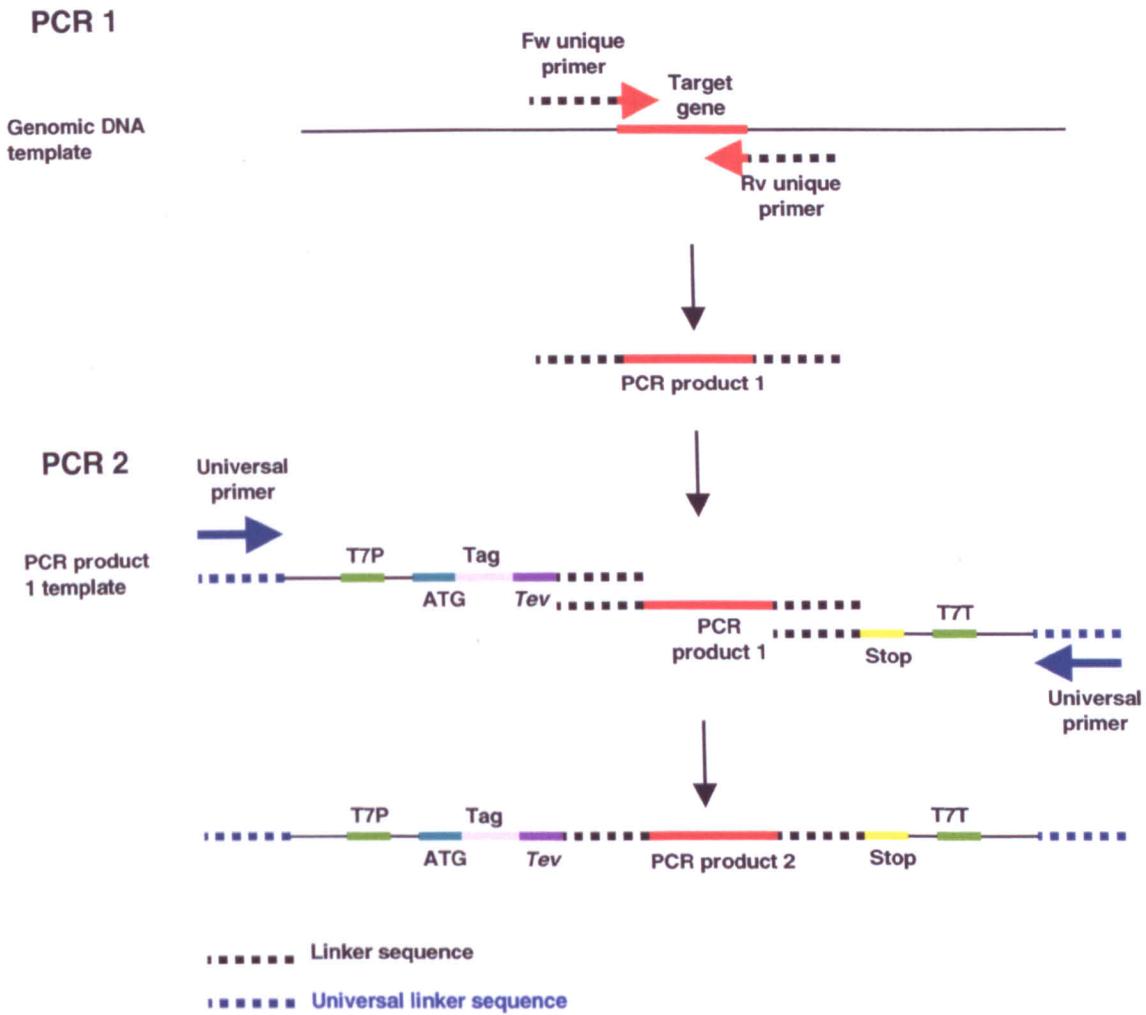 PCR 1
Fw unique
primer
Target
gene
Genomic DNA
template
Rv unique
primer
PCR product 1
PCR 2
Universal
primer
PCR product
1 template
T7P
Tag
ATG
Tev
PCR
product 1
T7T
Stop
Universal
primer
T7P
Tag
T7T
ATG
Tev
PCR product 2
Stop
Linker sequence
Universal linker sequence